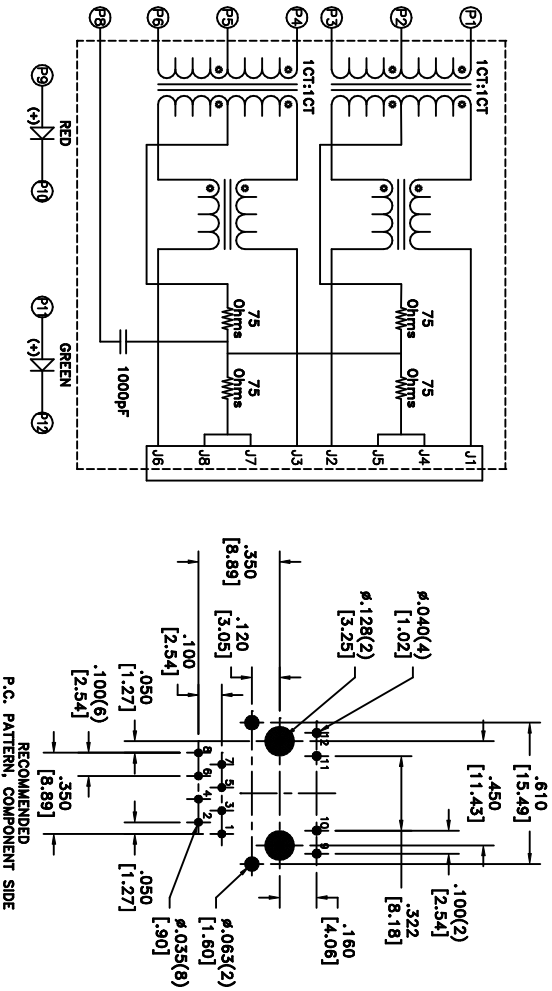 P8
P6
P5
P4
P3
P2
P1
1CT:1CT
1CT:1CT
75
Ohms
75
Ohms
75
Ohms
75
Ohms
1000pF
J6
J8
J7
J3
J2
J5
J4
J1
P9
(+)
RED
P10
P11
(+)
GREEN
P12
.610
[15.49]
.450
[11.43]
.100(2)
[2.54]
.322
[8.18]
.160
[4.06]
ø.040(4)
[1.02]
ø.128(2)
[3.25]
.350
[8.89]
.120
[3.05]
.100
[2.54]
.050
[1.27]
.100(6)
[2.54]
.350
[8.89]
.050
[1.27]
ø.063(2)
[1.60]
ø.035(8)
[.90]
12
11
10
9
8
7
6
5
4
3
2
1
RECOMMENDED
P.C. PATTERN, COMPONENT SIDE